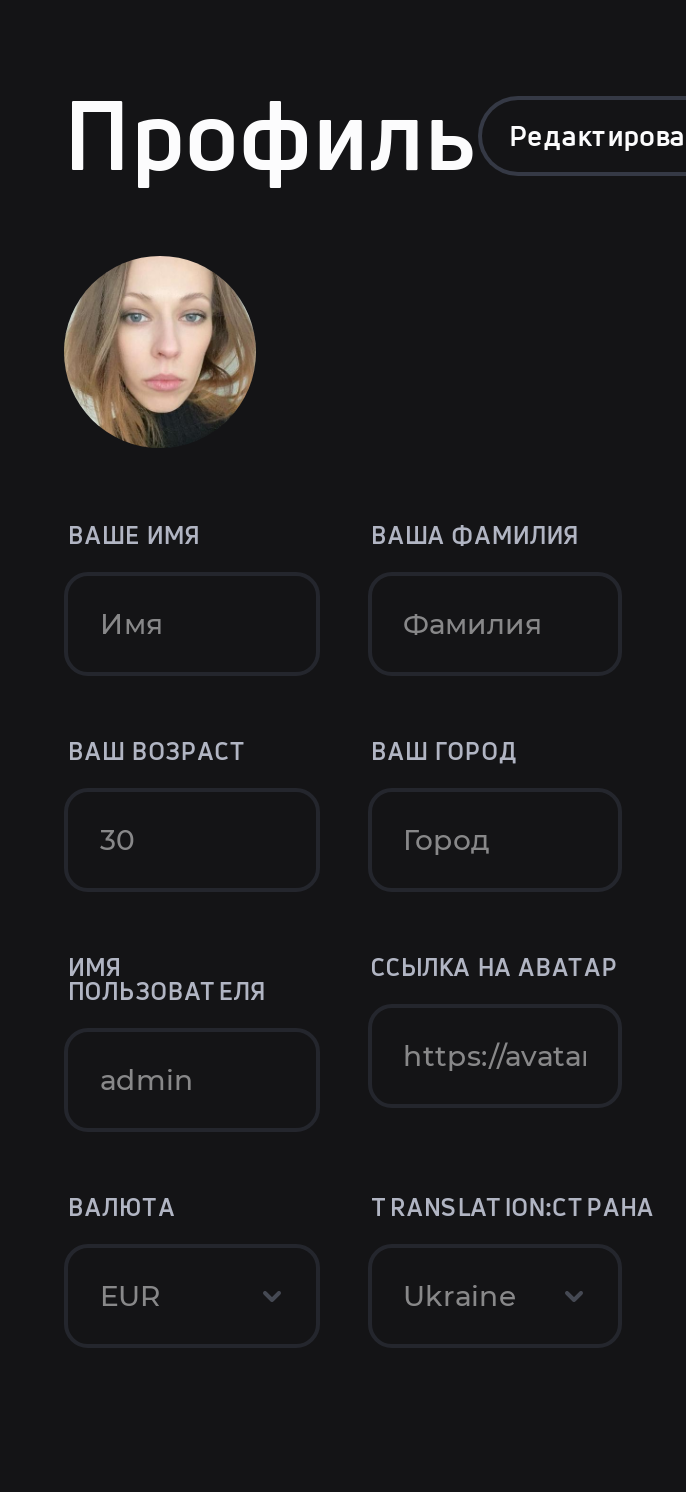 Профиль
Редактирова
ВАШЕ ИМЯ
ВАША ФАМИЛИЯ
Имя
Фамилия
ВАШ ВОЗРАСТ
ВАШ ГОРОД
30
Город
ИМЯ
ПОЛЬЗОВАТЕЛЯ
ССЫЛКА НА АВАТАР
admin
https://avatar
ВАЛЮТА
TRANSLATION:СТРАНА
EUR
Ukraine